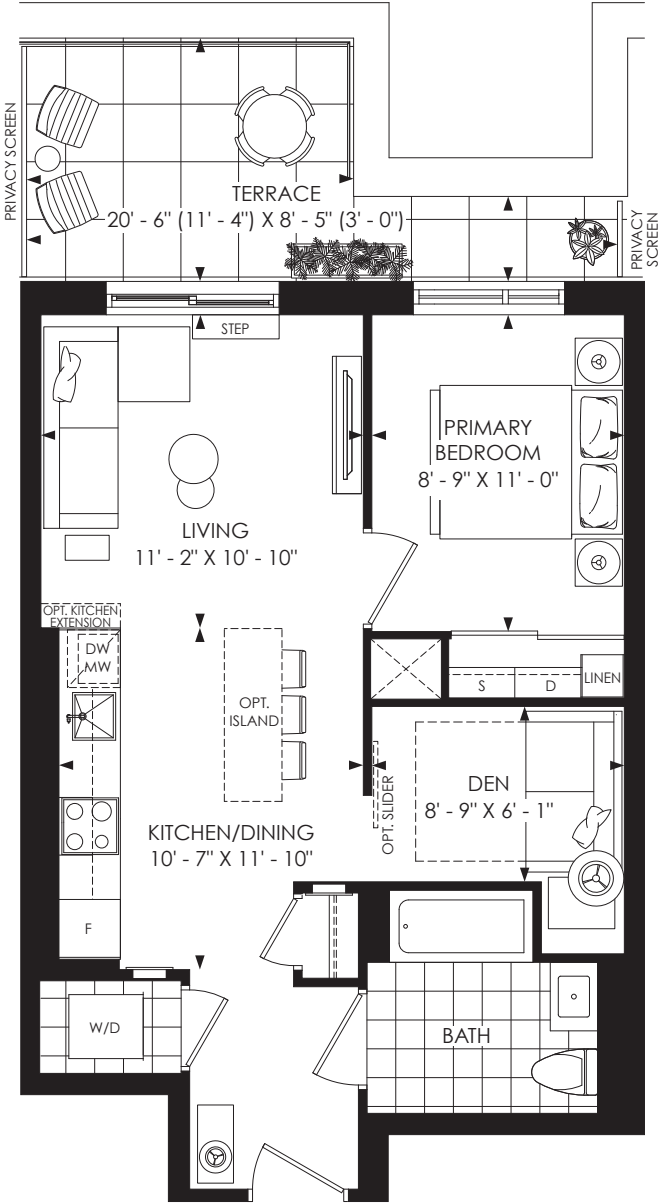 PRIVACY SCREEN
TERRACE
20' - 6" (11' - 4") X 8' - 5" (3' - 0")
PRIVACY
SCREEN
STEP
PRIMARY
BEDROOM
8' - 9" X 11' - 0"
LIVING
11' - 2" X 10' - 10"
OPT. KITCHEN
EXTENSION
DW
MW
OPT.
ISLAND
S
D
LINEN
OPT. SLIDER
DEN
8' - 9" X 6' - 1"
KITCHEN/DINING
10' - 7" X 11' - 10"
F
W/D
BATH